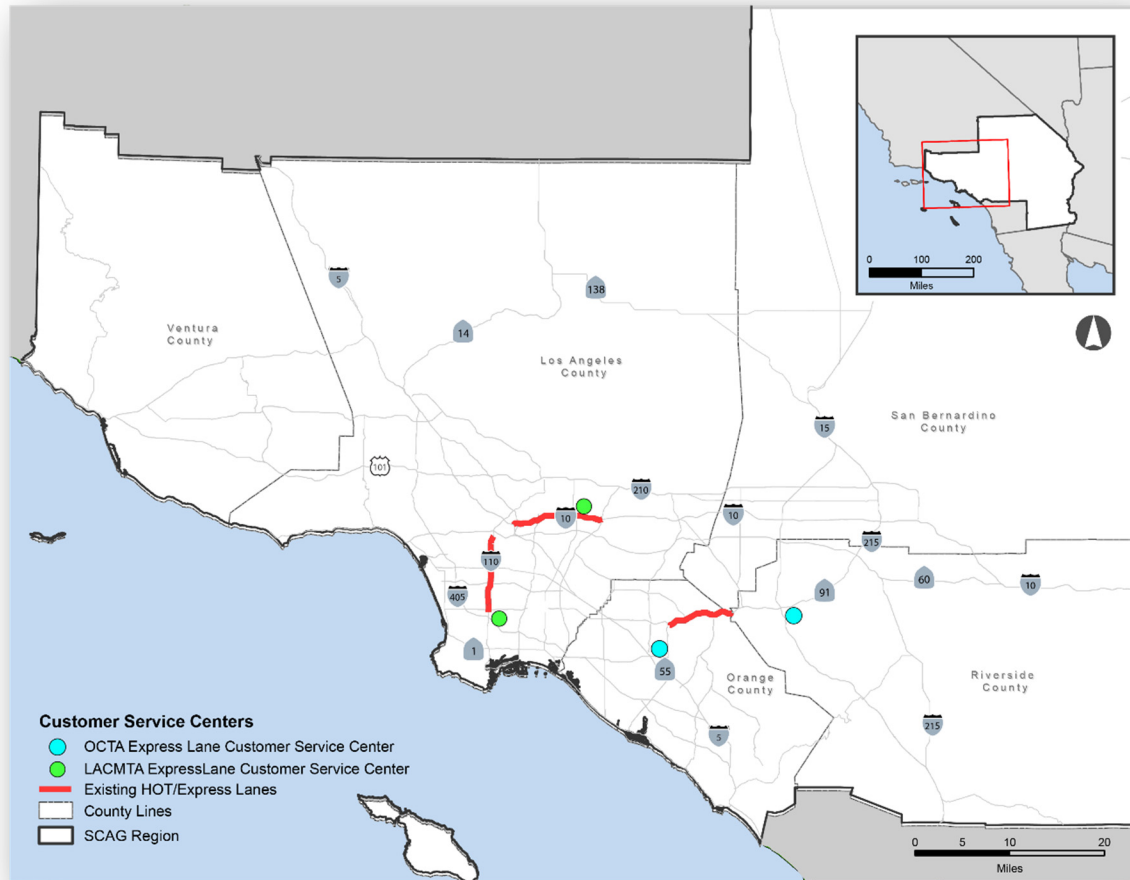 0 100 200
Miles
5
138
Ventura
County
14
Los Angeles
County
San Bernardino
County
15
101
210
10
10
110
215
60
10
405
91
1
55
Orange
County
Riverside
County
215
5
Customer Service Centers
OCTA Express Lane Customer Service Center
LACMTA ExpressLane Customer Service Center
Existing HOT/Express Lanes
County Lines
SCAG Region
0 5 10 20
Miles